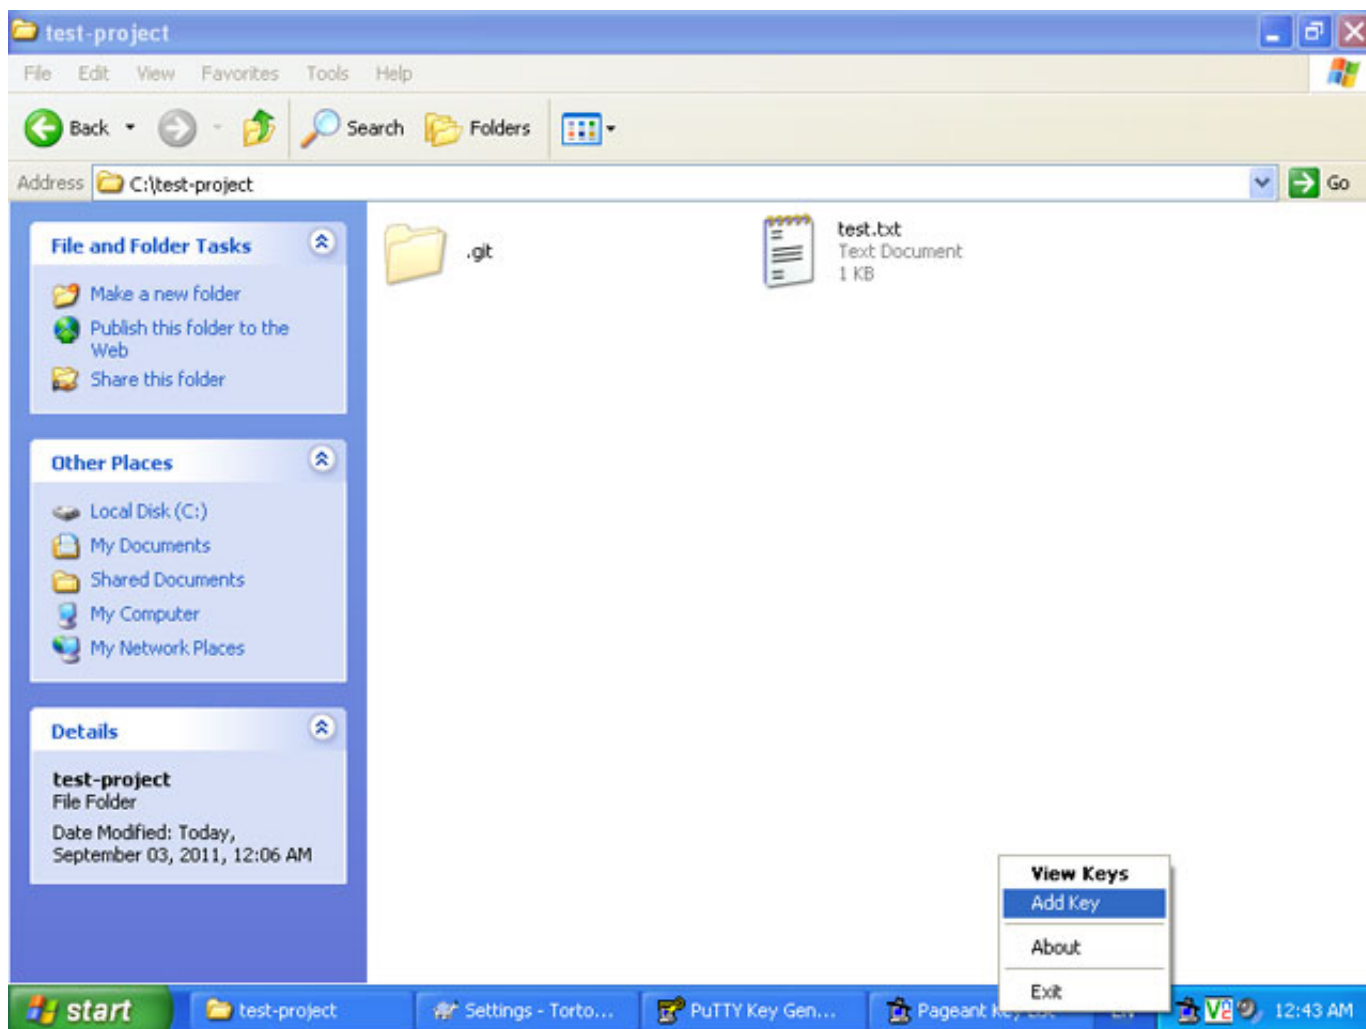 test-project
File Edit View Favorites Tools Help
Back Search Folders
Address C:\test-project Go
File and Folder Tasks
Make a new folder
Publish this folder to the
Web
Share this folder
Other Places
Local Disk (C:)
My Documents
Shared Documents
My Computer
My Network Places
Details
test-project
File Folder
Date Modified: Today,
September 03, 2011, 12:06 AM
.git
test.txt
Text Document
1 KB
View Keys
Add Key
About
Exit
start test-project Settings - Torto... PuTTY Key Gen... Pageant 12:43 AM